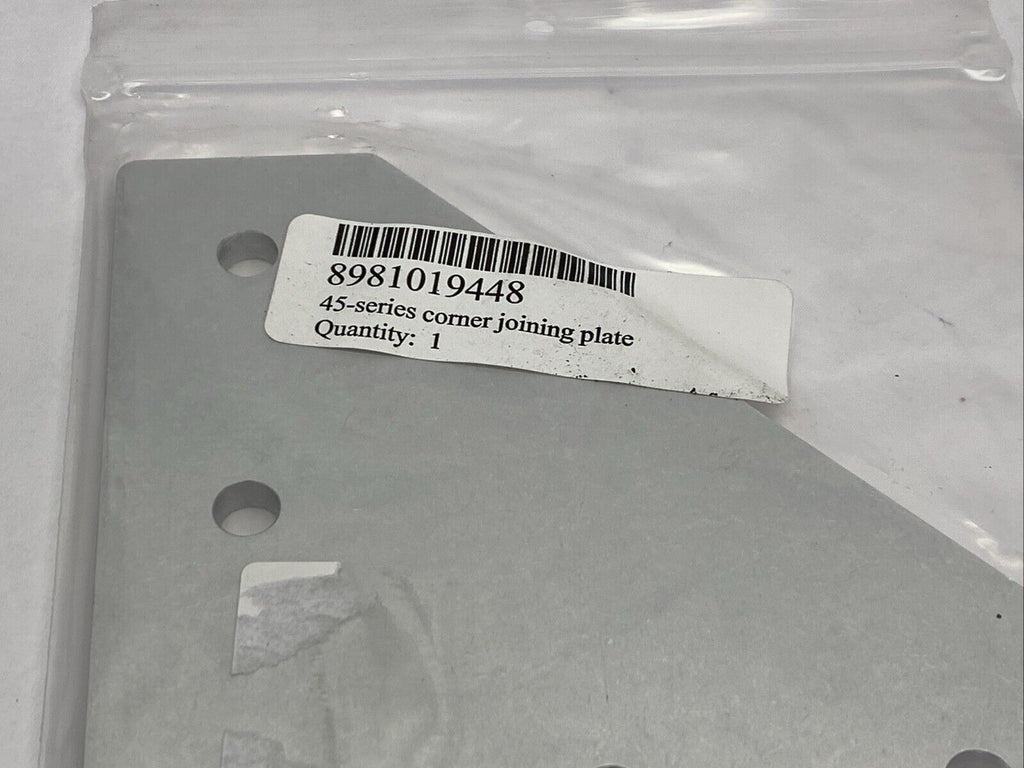 8981019448
45-series corner joining plate
Quantity: 1